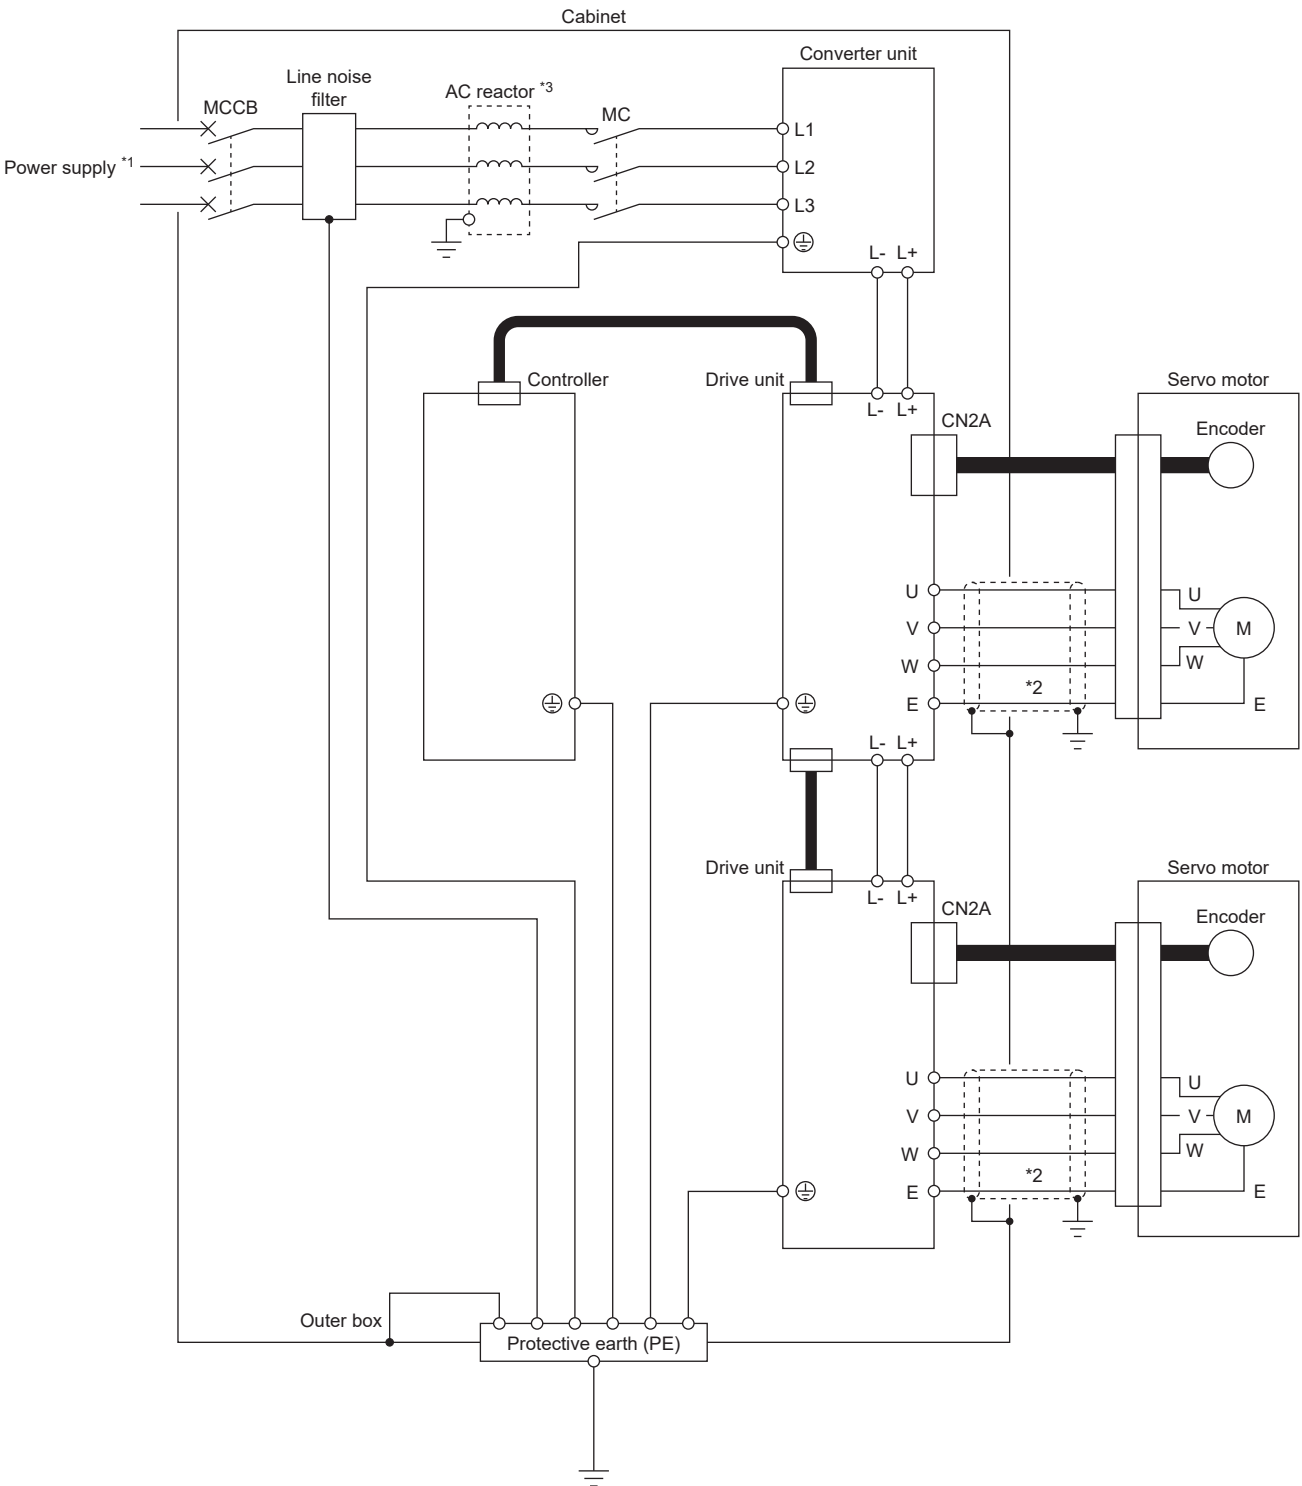 Cabinet
Converter unit
Line noise
filter
AC reactor *3
MCCB
MC
L1
Power supply *1
L2
L3
L- L+
Controller
Drive unit
Servo motor
L- L+
CN2A
Encoder
U
U
V
V
M
W
W
*2
E
E
L- L+
Drive unit
Servo motor
L- L+
CN2A
Encoder
U
U
V
V
M
W
W
*2
E
E
Outer box
Protective earth (PE)